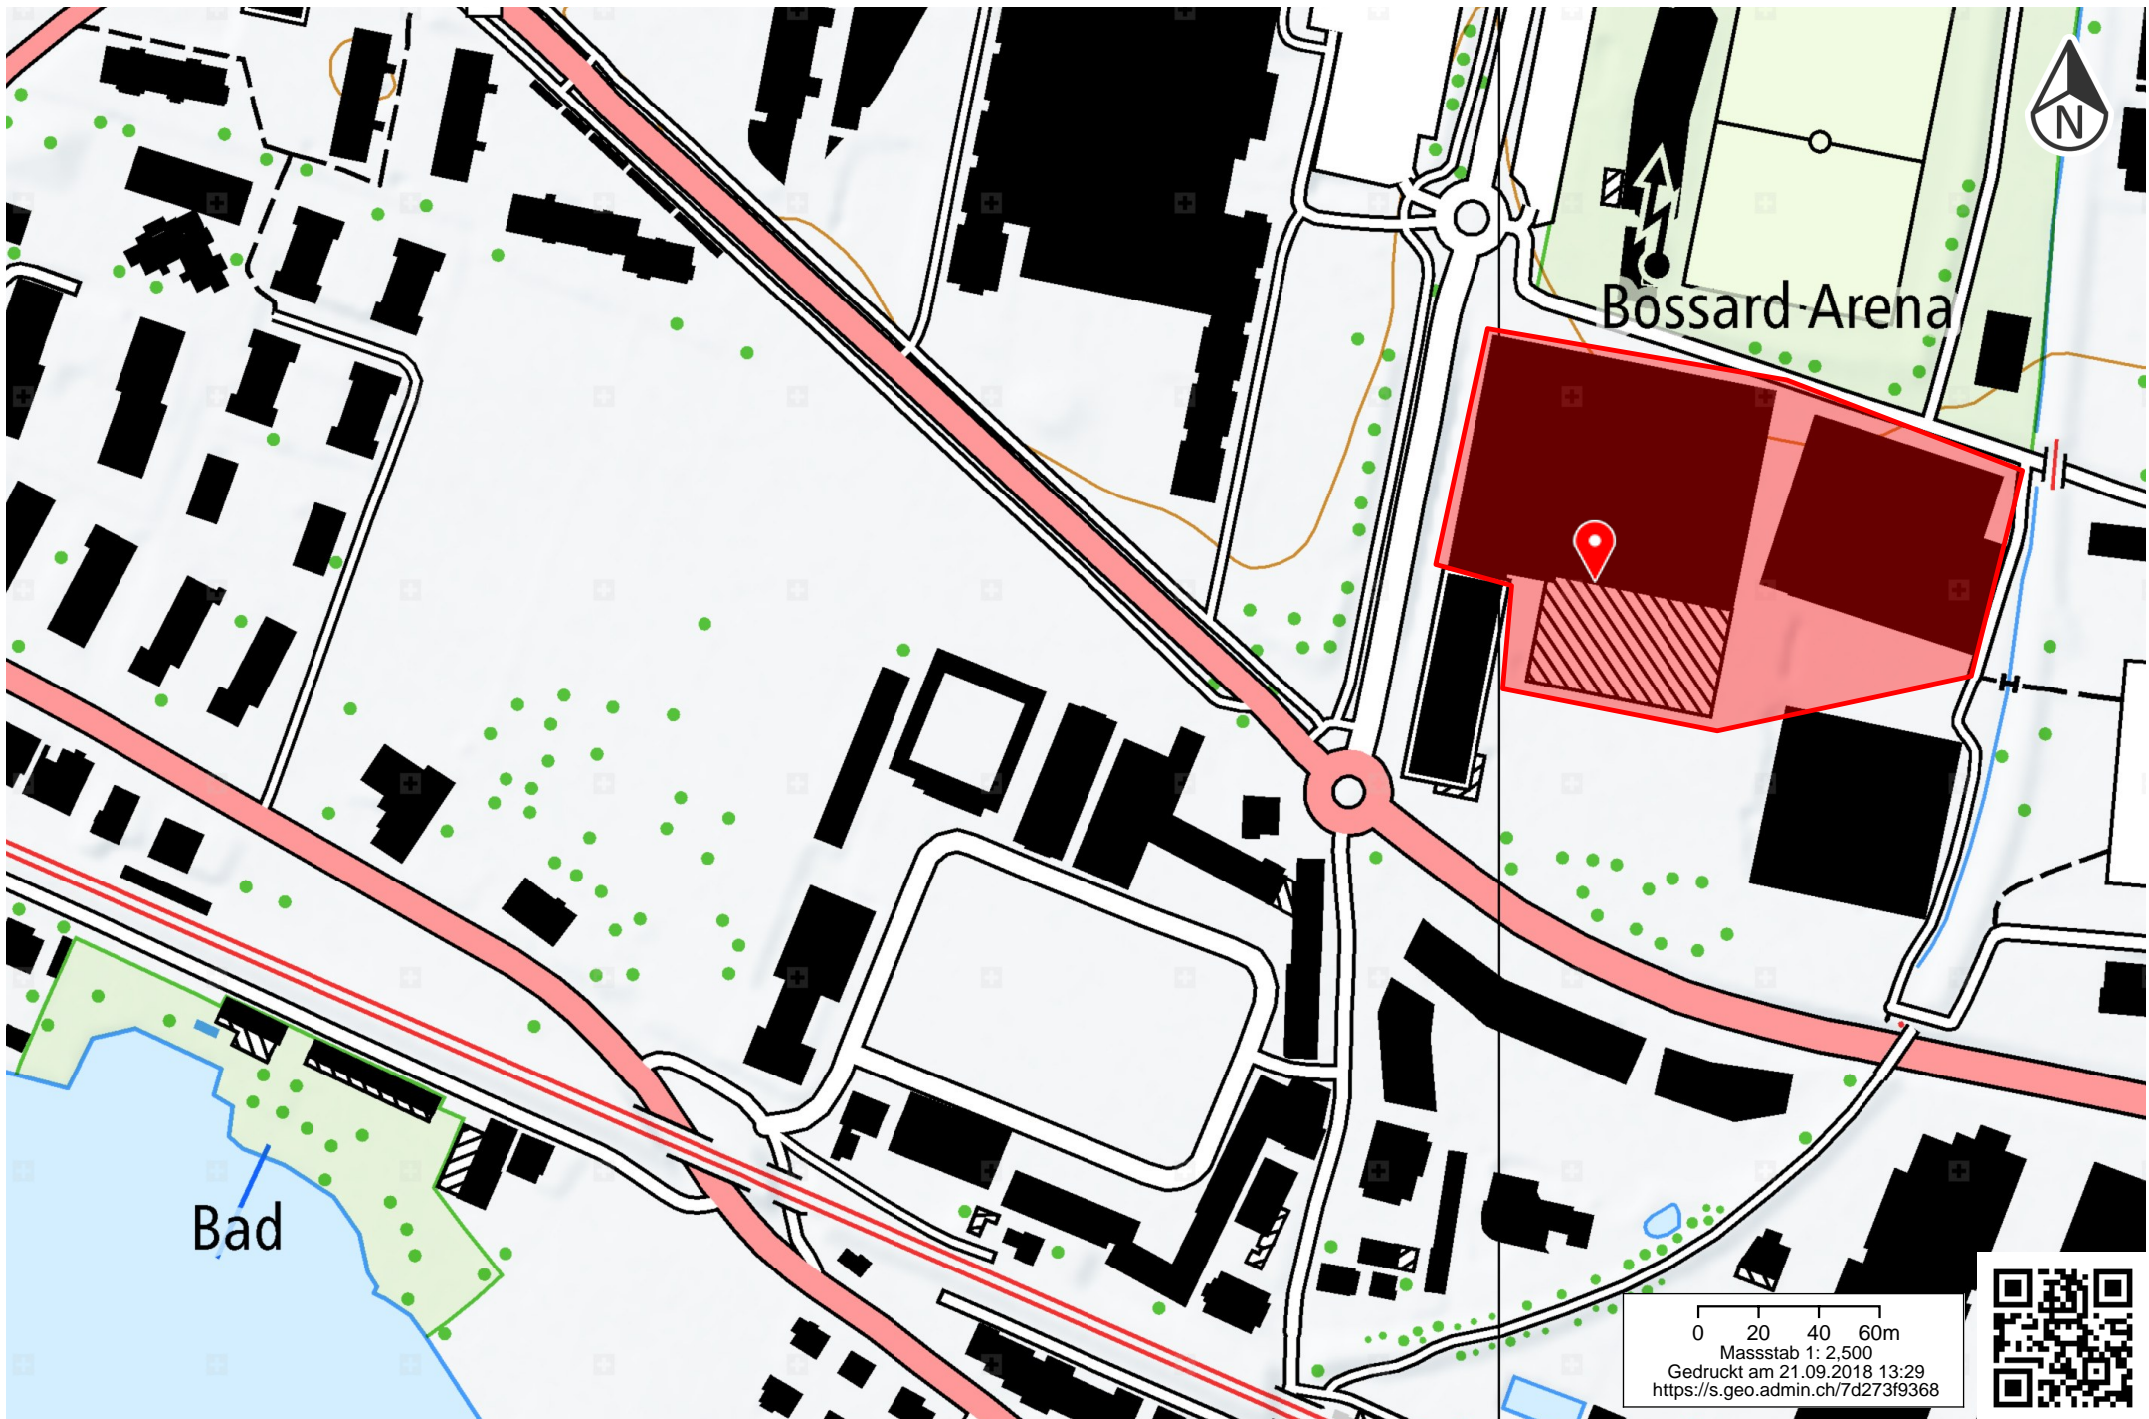 N
Bossard Arena
Bad
0 20 40 60m
Massstab 1: 2,500
Gedruckt am 21.09.2018 13:29
https://s.geo.admin.ch/7d273f9368